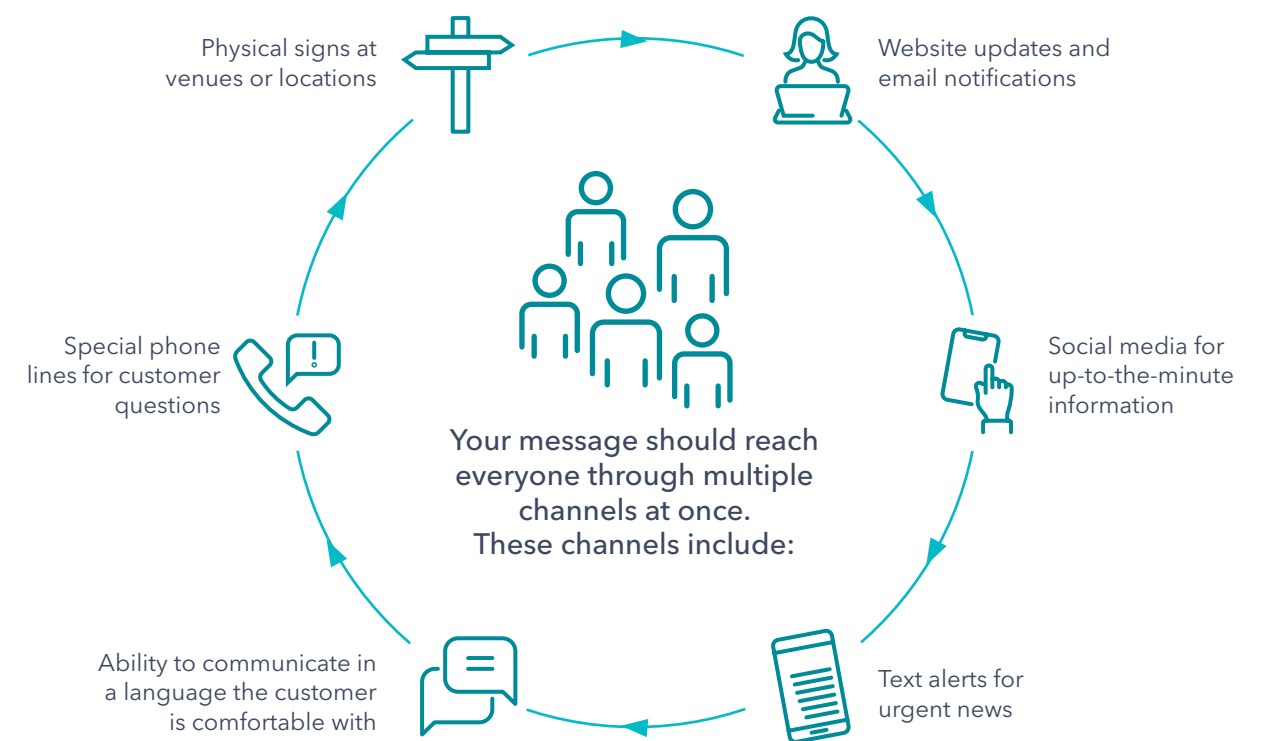 Physical signs at
venues or locations
Website updates and
email notifications
Special phone
lines for customer
questions
Social media for
up-to-the-minute
information
Your message should reach
everyone through multiple
channels at once.
These channels include:
Ability to communicate in
a language the customer
is comfortable with
Text alerts for
urgent news